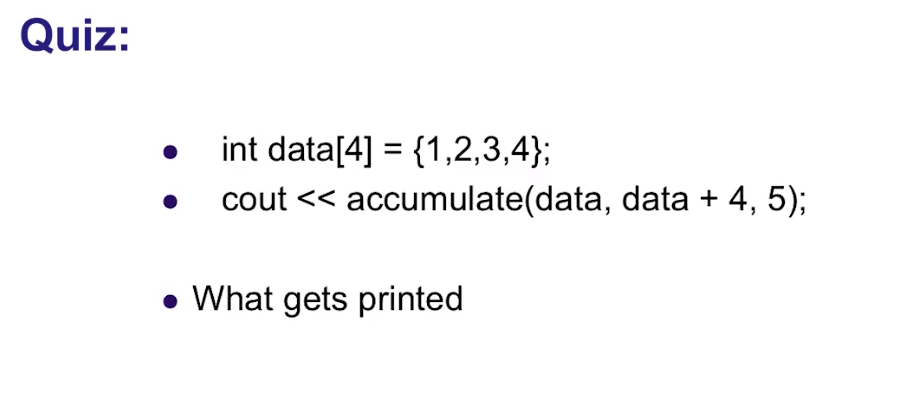 Quiz:
• int data[4] = {1,2,3,4};
• cout << accumulate(data, data + 4, 5);
• What gets printed